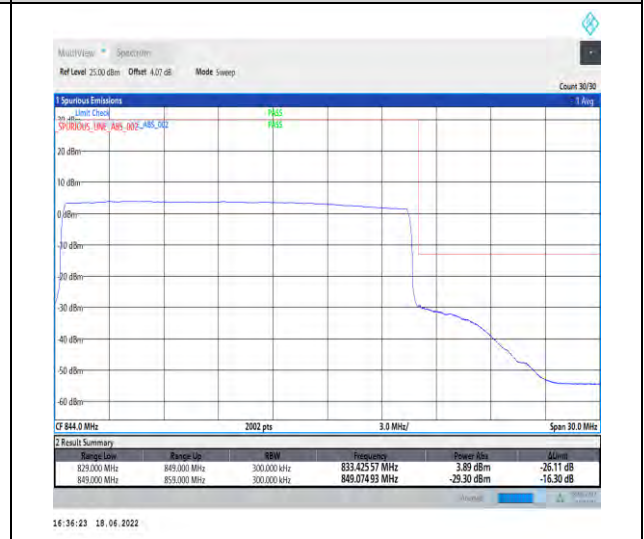 MultiView Spectrum
Ref Level 25.00 dBm Offset 4.07 dB Mode Sweep
Count 30/30
1 Spurious Emissions 1 Avg
Limit Check PASS
_SPURIOUS_LINE_ABS_002 PASS
20 dBm
10 dBm
0 dBm
-10 dBm
-20 dBm
-30 dBm
-40 dBm
-50 dBm
-60 dBm
CF 844.0 MHz 2002 pts 3.0 MHz/ Span 30.0 MHz
2 Result Summary
Range Low Range Up RBW Frequency Power Abs ΔLimit
829.000 MHz 849.000 MHz 300.000 kHz 833.425 57 MHz 3.89 dBm -26.11 dB
849.000 MHz 859.000 MHz 300.000 kHz 849.074 93 MHz -29.30 dBm -16.30 dB
16:36:23 18.06.2022